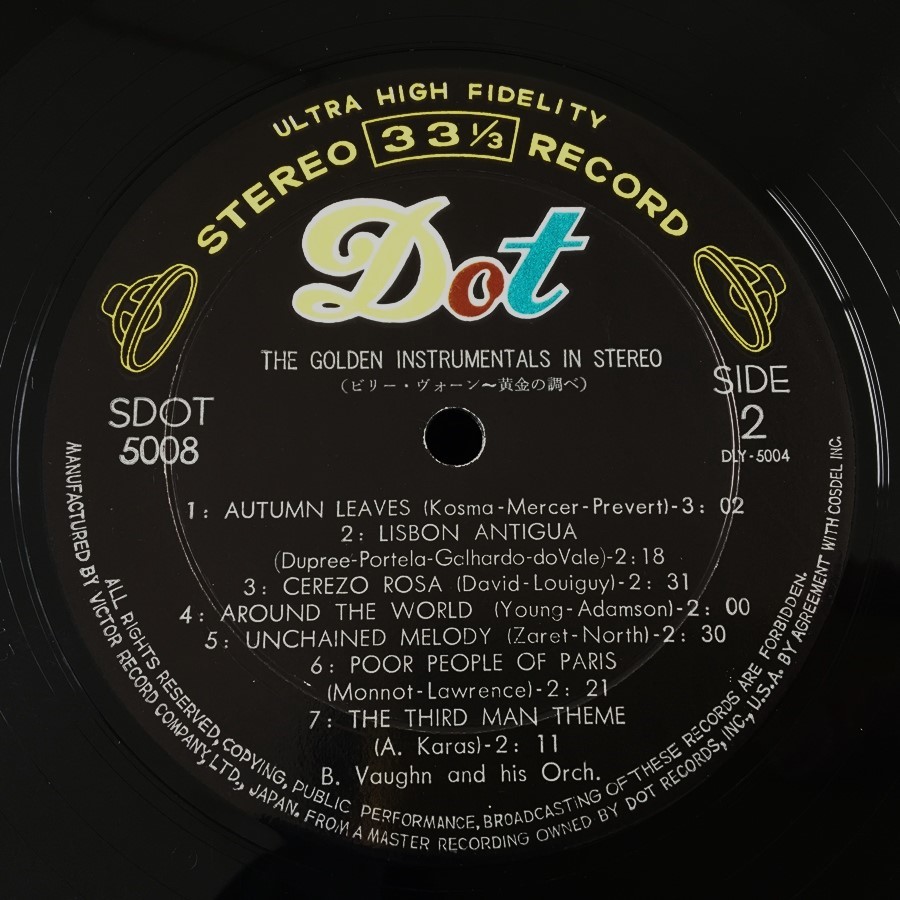 ULTRA HIGH FIDELITY
STEREO 33 1/3 RECORD
Dot
THE GOLDEN INSTRUMENTALS IN STEREO
(ビリー・ヴォーン〜黄金の調べ)
SDOT
5008
SIDE
2
DLY-5004
1: AUTUMN LEAVES (Kosma-Mercer-Prevert)-3: 02
2: LISBON ANTIGUA
(Dupree-Portela-Galhardo-doVale)-2:18
3: CEREZO ROSA (David-Louiguy)-2: 31
4: AROUND THE WORLD (Young-Adamson)-2: 00
5: UNCHAINED MELODY (Zaret-North)-2: 30
6: POOR PEOPLE OF PARIS
(Monnot-Lawrence)-2: 21
7: THE THIRD MAN THEME
(A. Karas)-2: 11
B. Vaughn and his Orch.
ALL RIGHTS RESERVED, COPYING, PUBLIC PERFORMANCE, BROADCASTING OF THESE RECORDS ARE FORBIDDEN.
MANUFACTURED BY VICTOR RECORD COMPANY, LTD., JAPAN. FROM A MASTER RECORDING OWNED BY DOT RECORDS, INC., U.S.A. BY AGREEMENT WITH COSDEL INC.